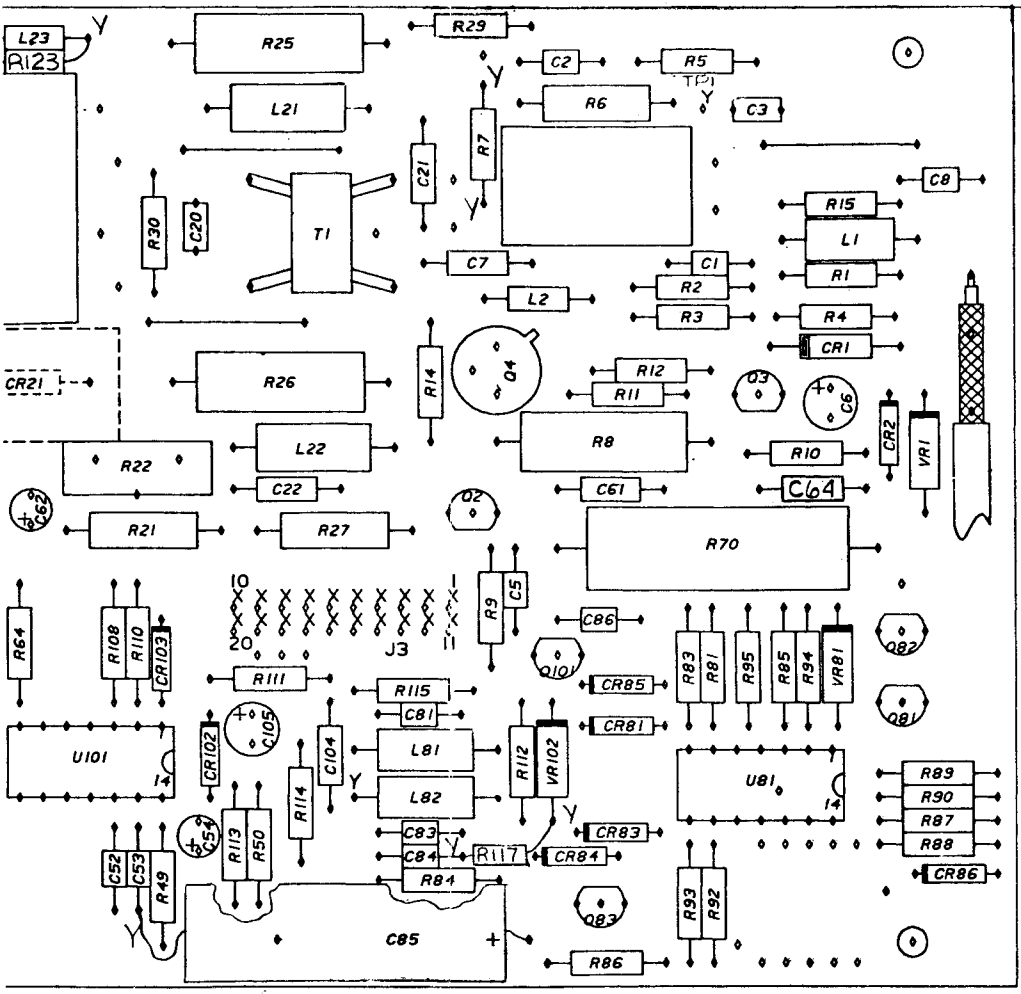 L23
Y
R123
R25
R29
C2
R5
TP1
Y
Y
L21
R6
C3
R7
C21
Y
C8
R30
C20
T1
R15
L1
C7
C1
R1
L2
R2
R3
R4
CR1
CR21
R26
R14
Q4
R12
R11
Q3
+
C6
CR2
VR1
R22
L22
R8
R10
C22
C61
C64
+
C62
R21
R27
Q2
R70
10
1
20
J3
11
R9
C5
C86
R64
R108
R110
CR103
R83
R81
R95
R85
R94
VR81
Q82
Q101
R111
R115
CR85
Q81
+
C105
C81
CR81
U101
1
14
CR102
C104
L81
R112
VR102
U81
1
14
R114
Y
L82
R89
R90
Y
+
C54
R113
R50
C83
CR83
R87
Y
C84
R117
CR84
R88
C52
C53
R49
R84
CR86
Q83
R93
R92
Y
C85
+
R86